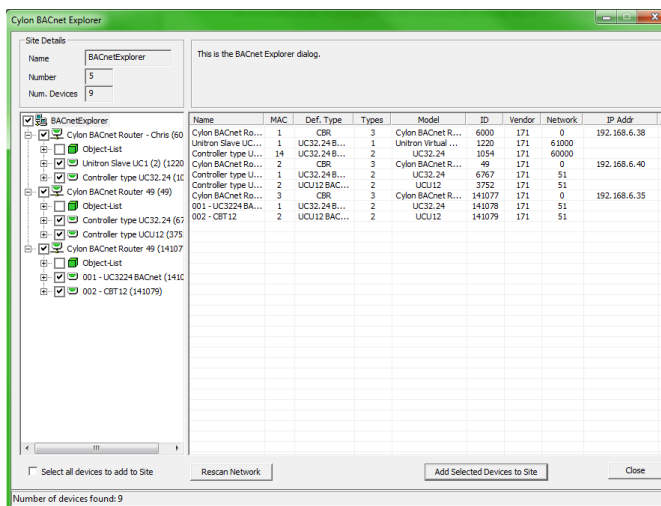 Cylon BACnet Explorer
Site Details
Name BACnetExplorer
Number 5
Num. Devices 9
This is the BACnet Explorer dialog.
BACnetExplorer
Cylon BACnet Router - Chris (60
Object-List
Unitron Slave UC1 (2) (1220
Controller type UC32.24 (10
Cylon BACnet Router 49 (49)
Object-List
Controller type UC32.24 (67
Controller type UCU12 (375
Cylon BACnet Router 49 (14107
Object-List
001 - UC3224 BACnet (1410
002 - CBT12 (141079)
Name MAC Def. Type Types Model ID Vendor Network IP Addr
Cylon BACnet Ro... 1 CBR 3 Cylon BACnet R... 6000 171 0 192.168.6.38
Unitron Slave UC... 1 UC32.24 B... 1 Unitron Virtual ... 1220 171 61000
Controller type U... 14 UC32.24 B... 2 UC32.24 1054 171 60000
Cylon BACnet Ro... 2 CBR 3 Cylon BACnet R... 49 171 0 192.168.6.40
Controller type U... 1 UC32.24 B... 2 UC32.24 6767 171 51
Controller type U... 2 UCU12 BAC... 2 UCU12 3752 171 51
Cylon BACnet Ro... 3 CBR 3 Cylon BACnet R... 141077 171 0 192.168.6.35
001 - UC3224 BA... 1 UC32.24 B... 2 UC32.24 141078 171 51
002 - CBT12 2 UCU12 BAC... 2 UCU12 141079 171 51
Select all devices to add to Site
Rescan Network
Add Selected Devices to Site
Close
Number of devices found: 9